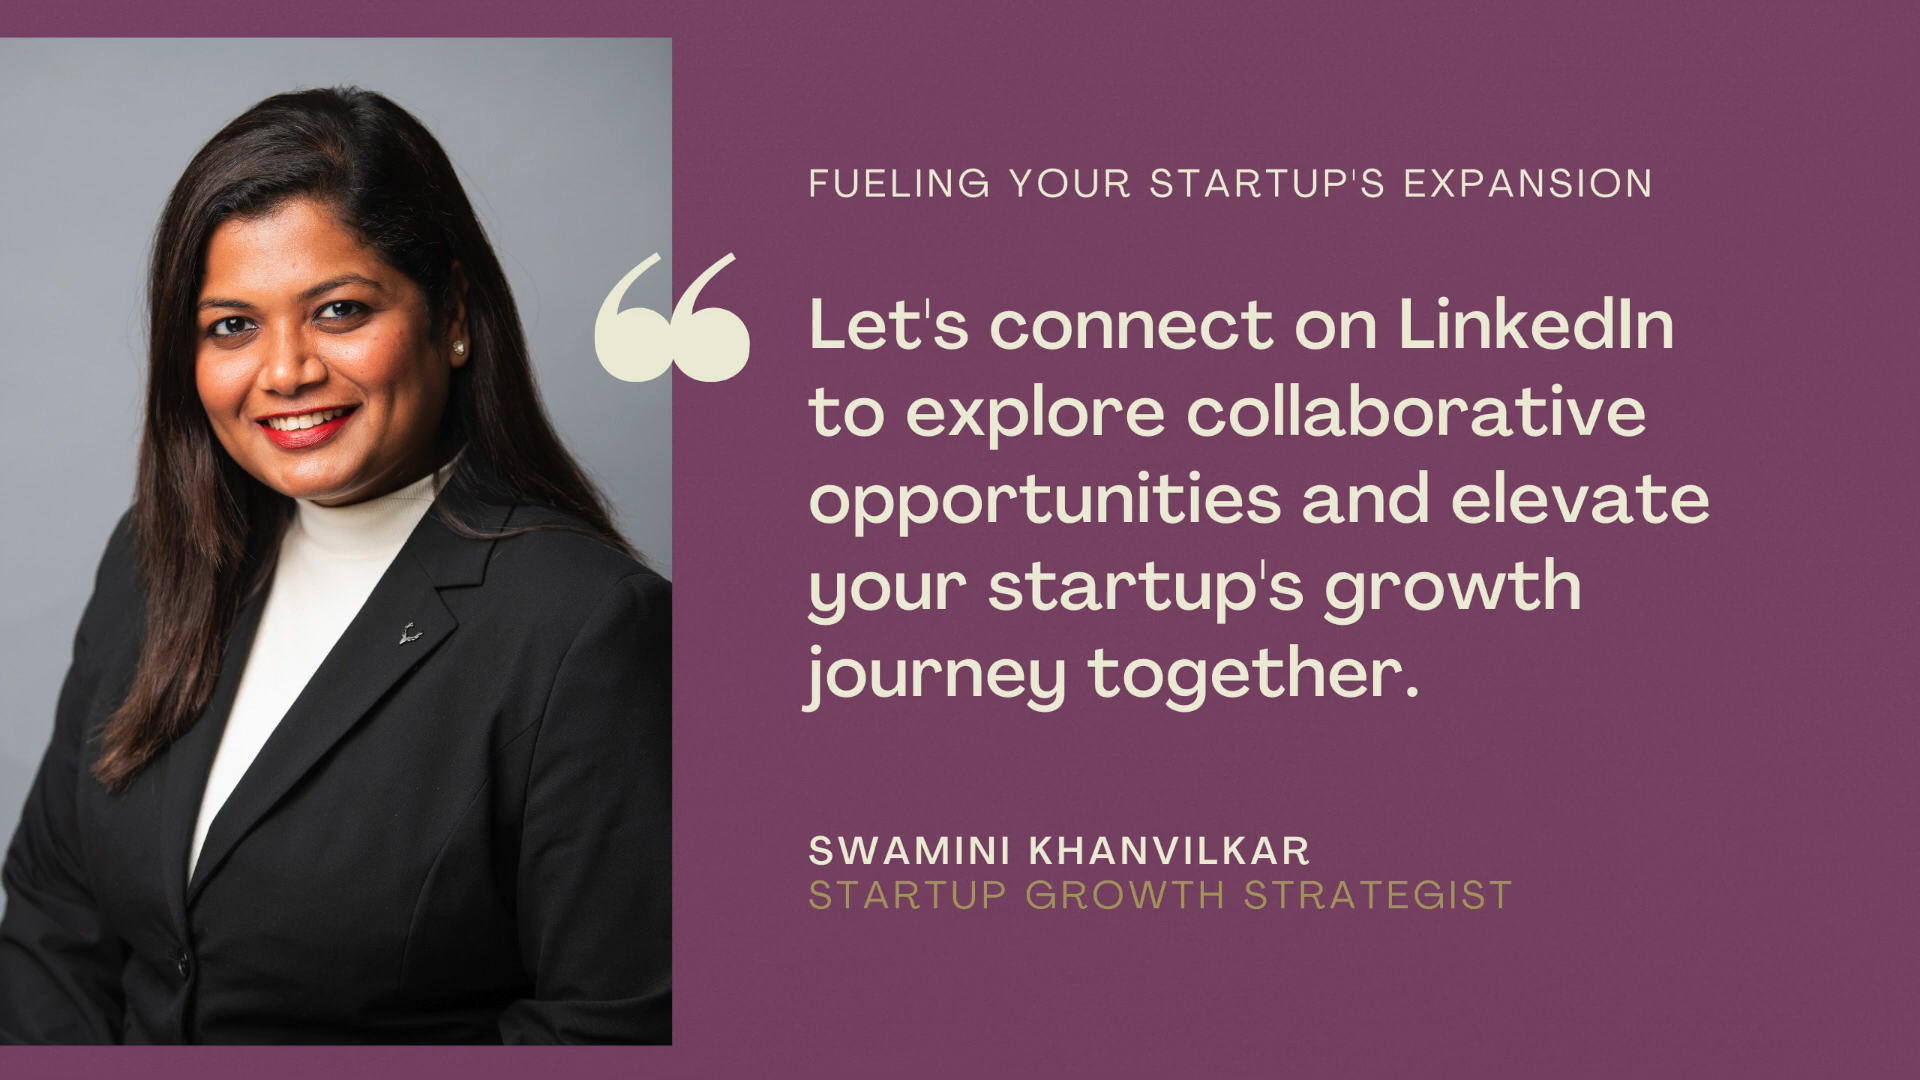 FUELING YOUR STARTUP'S EXPANSION
Let's connect on LinkedIn
to explore collaborative
opportunities and elevate
your startup's growth
journey together.
SWAMINI KHANVILKAR
STARTUP GROWTH STRATEGIST